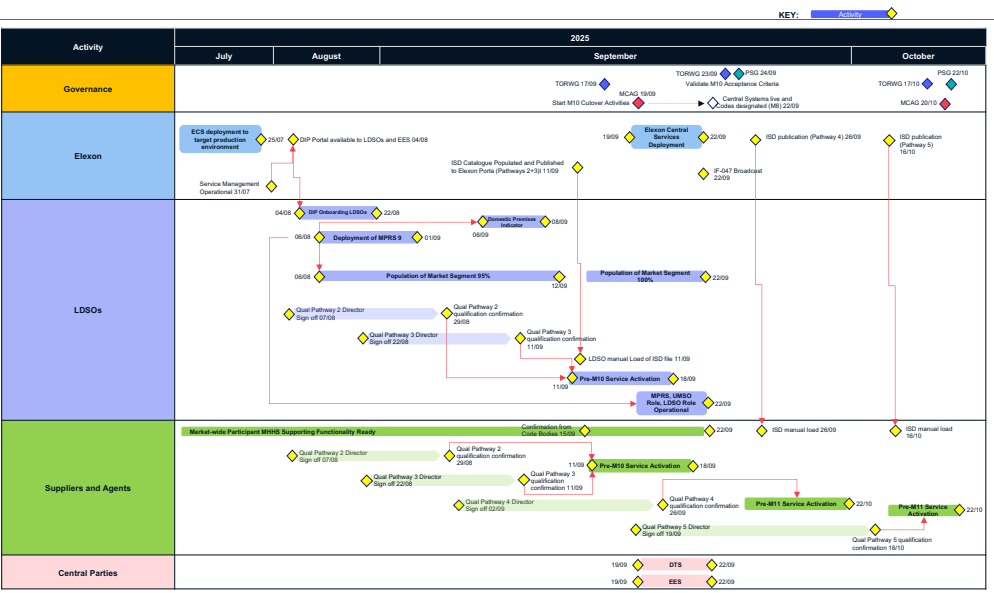 KEY:
Activity
Activity
2025
July
August
September
October
Governance
TORWG 17/09
TORWG 23/09
PSG 24/09
Validate M10 Acceptance Criteria
MCAG 19/09
Start M10 Cutover Activities
Central Systems live and
Codes designated (M8) 22/09
TORWG 17/10
PSG 22/10
MCAG 20/10
Elexon
ECS deployment to
target production
environment
25/07
DIP Portal available to LDSOs and EES 04/08
Service Management
Operational 31/07
ISD Catalogue Populated and Published
to Elexon Porta (Pathways 2+3)l 11/09
19/09
Elexon Central
Services
Deployment
22/09
IF-047 Broadcast
22/09
ISD publication (Pathway 4) 26/09
ISD publication
(Pathway 5)
16/10
LDSOs
04/08
DIP Onboarding LDSOs
22/08
06/08
Deployment of MPRS 9
01/09
06/09
Domestic Premises
Indicator
08/09
06/08
Population of Market Segment 95%
12/09
Population of Market Segment
100%
22/09
Qual Pathway 2 Director
Sign off 07/08
Qual Pathway 2
qualification confirmation
29/08
Qual Pathway 3 Director
Sign off 22/08
Qual Pathway 3
qualification confirmation
11/09
LDSO manual Load of ISD file 11/09
11/09
Pre-M10 Service Activation
18/09
MPRS, UMSO
Role, LDSO Role
Operational
22/09
Suppliers and Agents
Market-wide Participant MHHS Supporting Functionality Ready
Confirmation from
Code Bodies 15/09
22/09
ISD manual load 26/09
ISD manual load
16/10
Qual Pathway 2 Director
Sign off 07/08
Qual Pathway 2
qualification confirmation
29/08
11/09
Pre-M10 Service Activation
18/09
Qual Pathway 3 Director
Sign off 22/08
Qual Pathway 3
qualification
confirmation 11/09
Qual Pathway 4 Director
Sign off 02/09
Qual Pathway 4
qualification confirmation
26/09
Pre-M11 Service Activation
22/10
Pre-M11 Service
Activation
22/10
Qual Pathway 5 Director
Sign off 19/09
Qual Pathway 5 qualification
confirmation 16/10
Central Parties
19/09
DTS
22/09
19/09
EES
22/09